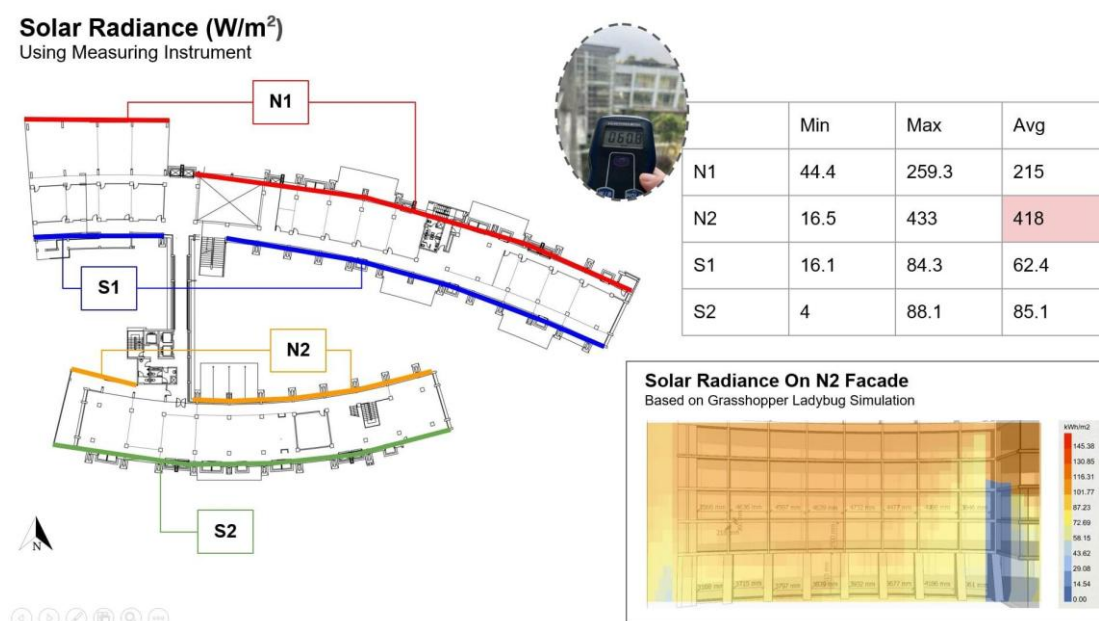 Solar Radiance (W/m²)
Using Measuring Instrument
N1
S1
N2
S2
N
Min Max Avg
N1 44.4 259.3 215
N2 16.5 433 418
S1 16.1 84.3 62.4
S2 4 88.1 85.1
Solar Radiance On N2 Facade
Based on Grasshopper Ladybug Simulation
kWh/m2
145.38
130.85
116.31
101.77
87.23
72.69
58.15
43.62
29.08
14.54
0.00